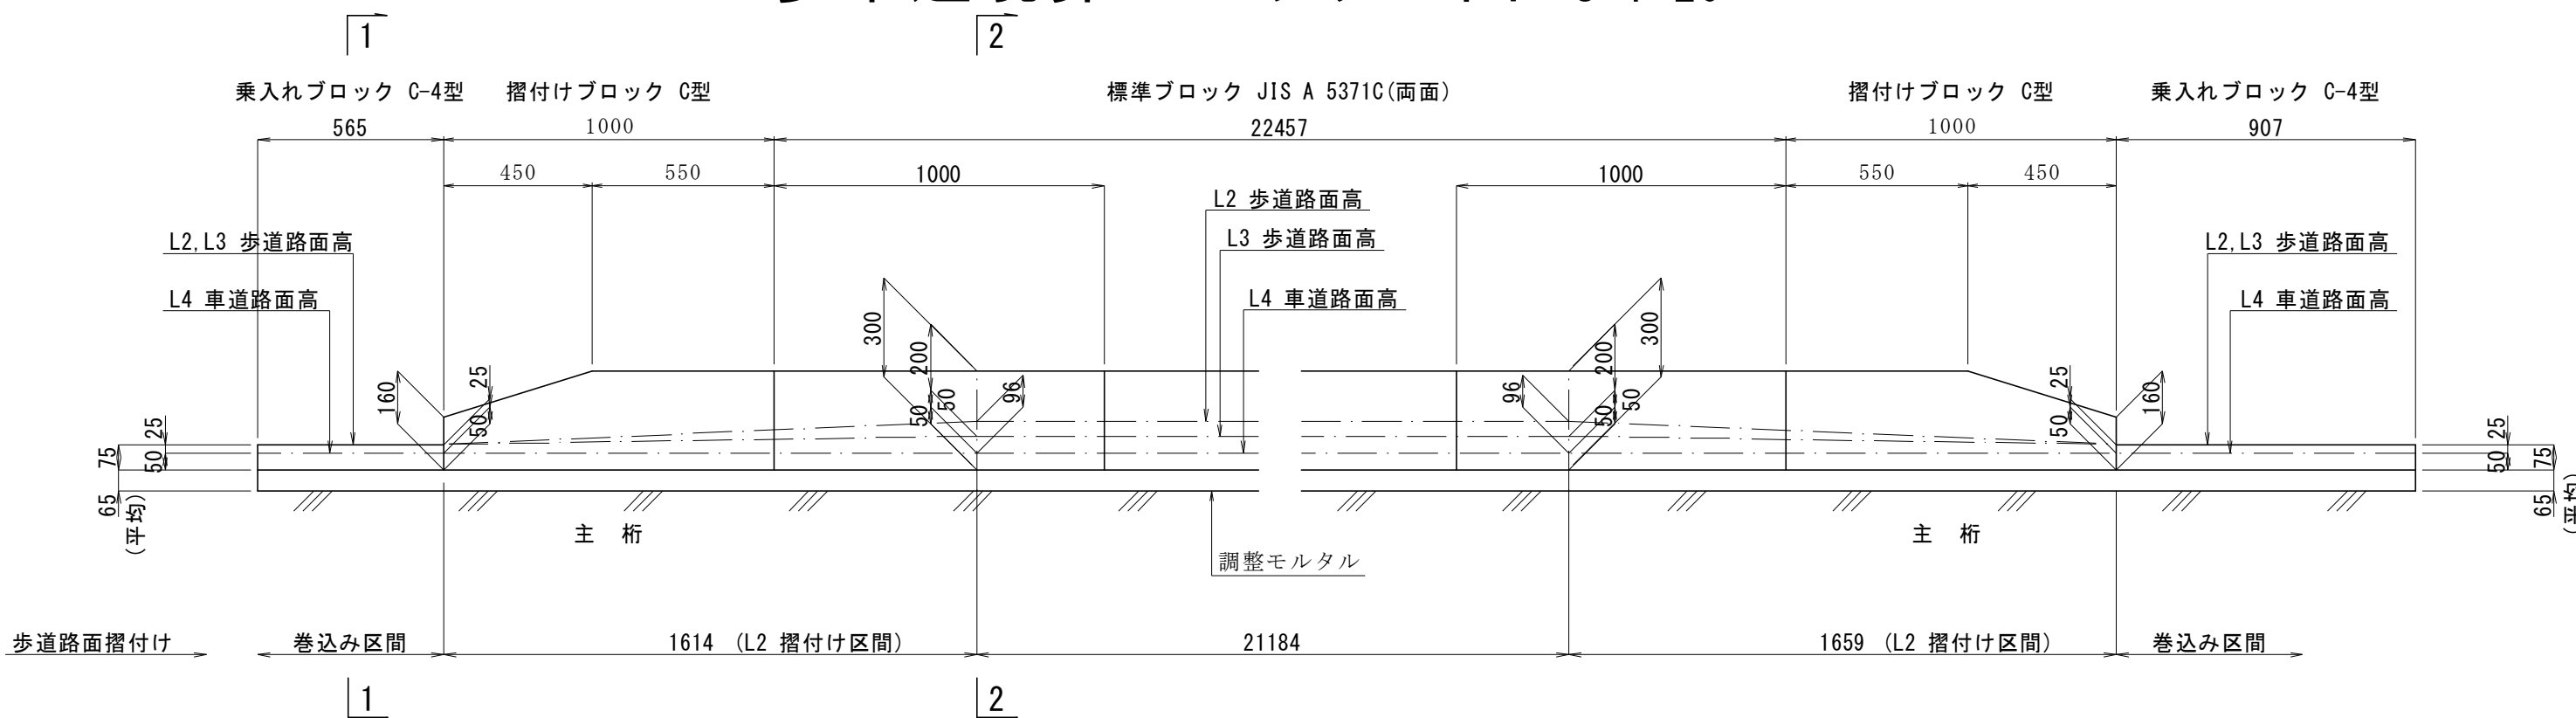 1
2
乗入れブロック C-4型 摺付けブロック C型 標準ブロック JIS A 5371C(両面) 摺付けブロック C型 乗入れブロック C-4型
565 1000 22457 1000 907
450 550 1000 1000 550 450
L2 歩道路面高
L3 歩道路面高
L2,L3 歩道路面高
L2,L3 歩道路面高
L4 車道路面高
L4 車道路面高
L4 車道路面高
300
200
50
50
96
96
200
50
50
300
160
25
50
25
50
160
75
25
50
65
(平均)
25
50
75
65
(平均)
主 桁
主 桁
調整モルタル
歩道路面摺付け 巻込み区間 1614 (L2 摺付け区間) 21184 1659 (L2 摺付け区間) 巻込み区間
1
2